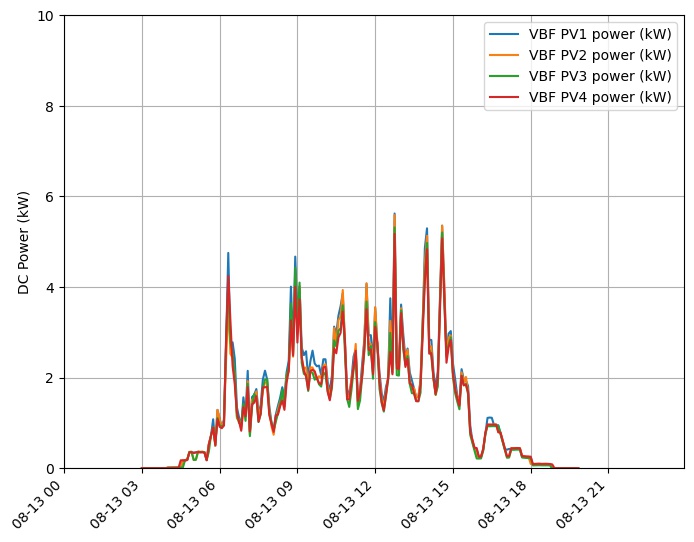 10
8
6
4
2
0
DC Power (kW)
VBF PV1 power (kW)
VBF PV2 power (kW)
VBF PV3 power (kW)
VBF PV4 power (kW)
08-13 00
08-13 03
08-13 06
08-13 09
08-13 12
08-13 15
08-13 18
08-13 21